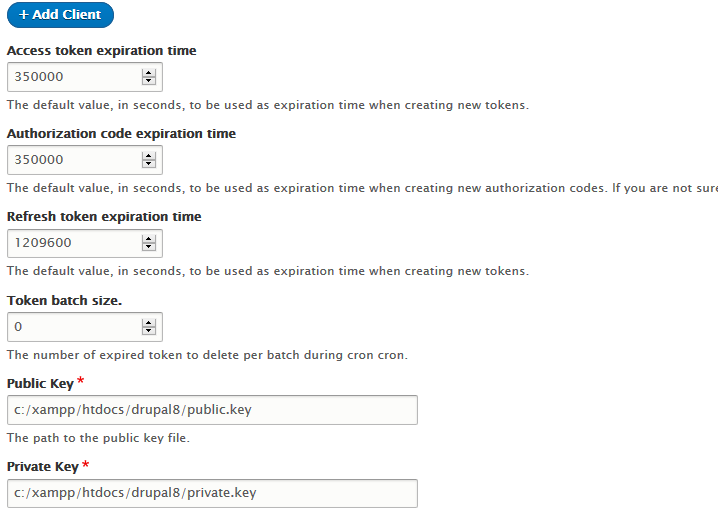 + Add Client
Access token expiration time
350000
The default value, in seconds, to be used as expiration time when creating new tokens.
Authorization code expiration time
350000
The default value, in seconds, to be used as expiration time when creating new authorization codes. If you are not sure
Refresh token expiration time
1209600
The default value, in seconds, to be used as expiration time when creating new tokens.
Token batch size.
0
The number of expired token to delete per batch during cron cron.
Public Key *
c:/xampp/htdocs/drupal8/public.key
The path to the public key file.
Private Key *
c:/xampp/htdocs/drupal8/private.key